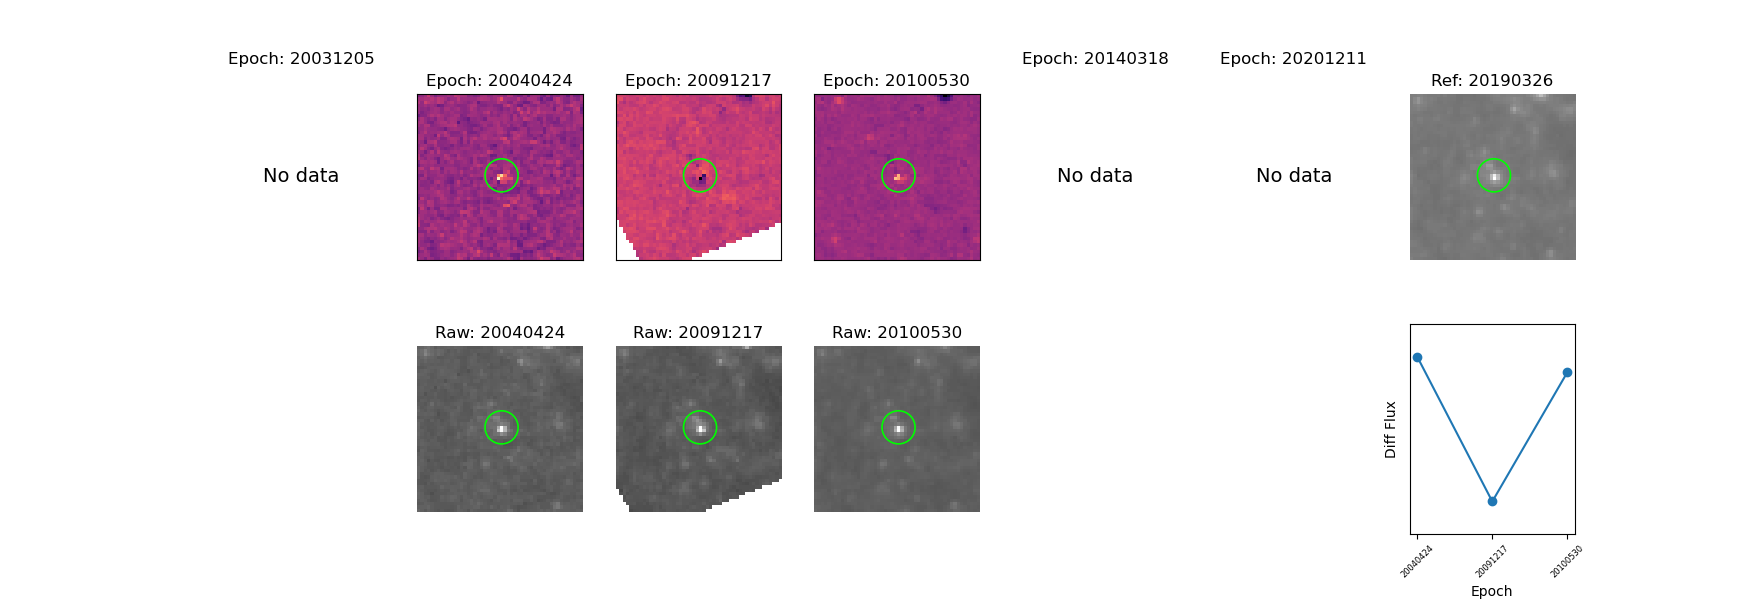 Epoch: 20031205
Epoch: 20040424
Epoch: 20091217
Epoch: 20100530
Epoch: 20140318
Epoch: 20201211
Ref: 20190326
No data
No data
No data
Raw: 20040424
Raw: 20091217
Raw: 20100530
Diff Flux
20040424
20091217
20100530
Epoch